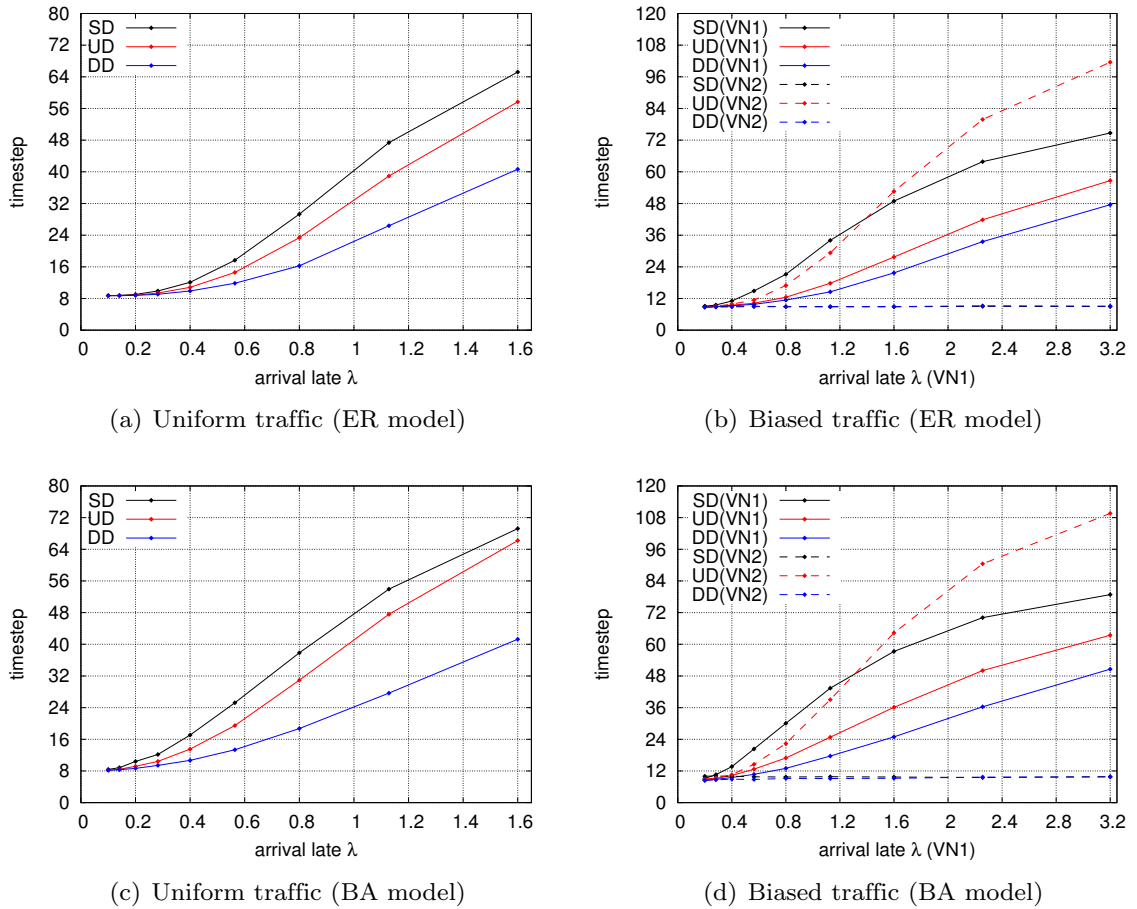 80
72
64
56
48
40
32
24
16
8
0
timestep
SD
UD
DD
0 0.2 0.4 0.6 0.8 1 1.2 1.4 1.6
arrival late λ
(a) Uniform traffic (ER model)
120
108
96
84
72
60
48
36
24
12
0
timestep
SD(VN1)
UD(VN1)
DD(VN1)
SD(VN2)
UD(VN2)
DD(VN2)
0 0.4 0.8 1.2 1.6 2 2.4 2.8 3.2
arrival late λ (VN1)
(b) Biased traffic (ER model)
80
72
64
56
48
40
32
24
16
8
0
timestep
SD
UD
DD
0 0.2 0.4 0.6 0.8 1 1.2 1.4 1.6
arrival late λ
(c) Uniform traffic (BA model)
120
108
96
84
72
60
48
36
24
12
0
timestep
SD(VN1)
UD(VN1)
DD(VN1)
SD(VN2)
UD(VN2)
DD(VN2)
0 0.4 0.8 1.2 1.6 2 2.4 2.8 3.2
arrival late λ (VN1)
(d) Biased traffic (BA model)